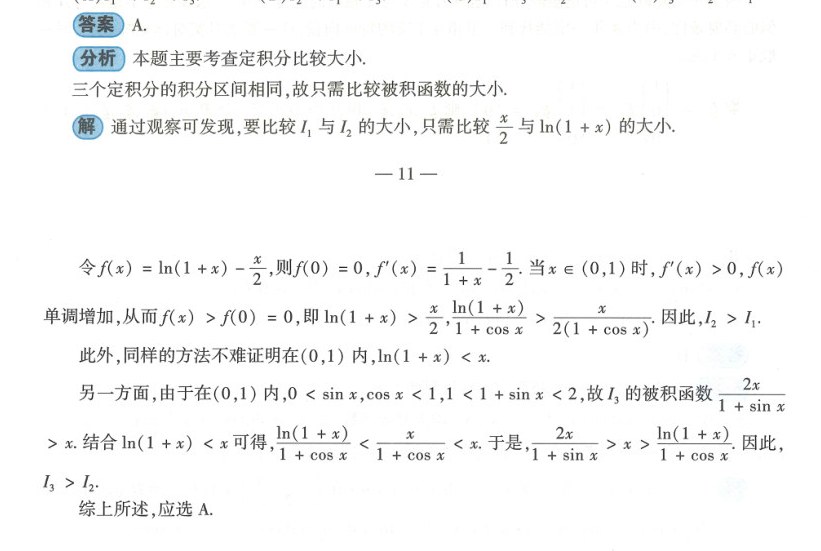 答案 A.
分析 本题主要考查定积分比较大小.
三个定积分的积分区间相同,故只需比较被积函数的大小.
解 通过观察可发现,要比较 I₁ 与 I₂ 的大小,只需比较 x/2 与 ln(1 + x) 的大小.
— 11 —
令 f(x) = ln(1 + x) − x/2,则 f(0) = 0, f′(x) = 1/(1 + x) − 1/2. 当 x ∈ (0,1) 时, f′(x) > 0, f(x)
单调增加,从而 f(x) > f(0) = 0,即 ln(1 + x) > x/2, ln(1 + x)/(1 + cos x) > x/(2(1 + cos x)). 因此, I₂ > I₁.
此外,同样的方法不难证明在(0,1) 内, ln(1 + x) < x.
另一方面,由于在(0,1) 内,0 < sin x,cos x < 1,1 < 1 + sin x < 2,故 I₃ 的被积函数 2x/(1 + sin x)
> x. 结合 ln(1 + x) < x 可得, ln(1 + x)/(1 + cos x) < x/(1 + cos x) < x. 于是, 2x/(1 + sin x) > x > ln(1 + x)/(1 + cos x). 因此,
I₃ > I₂.
综上所述,应选 A.